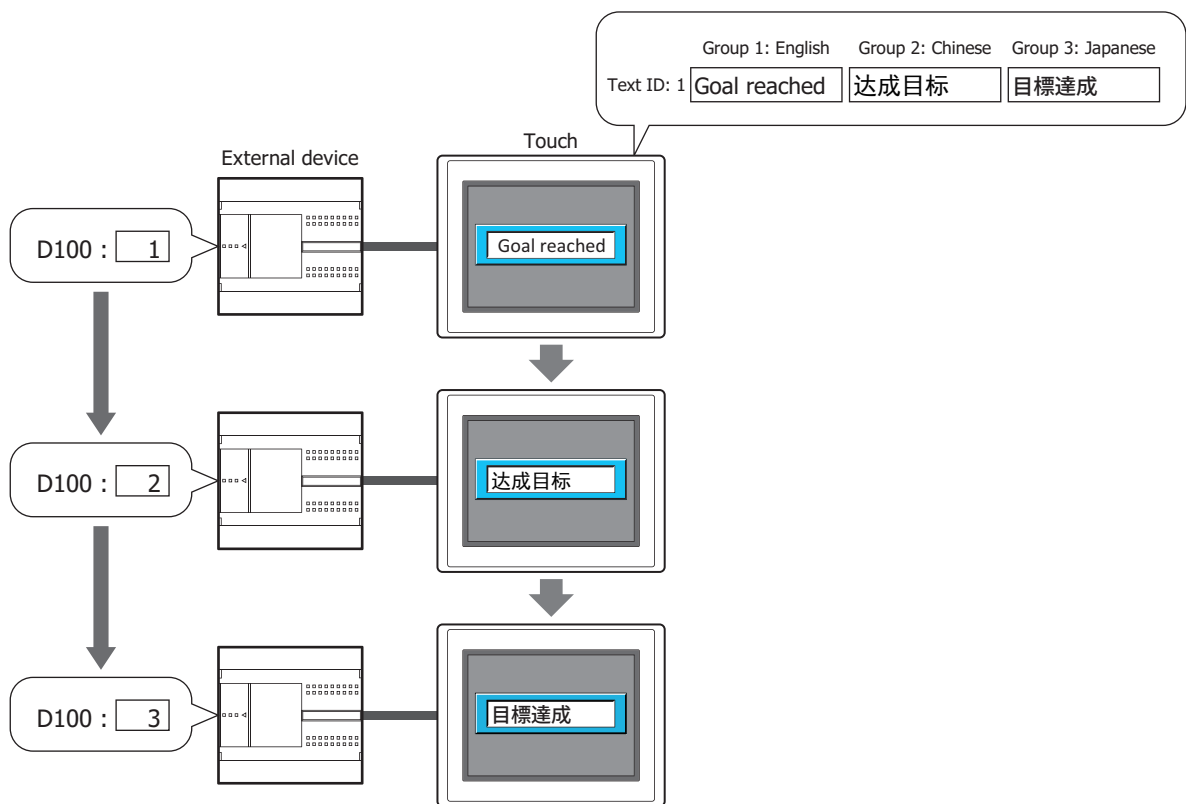 Group 1: English Group 2: Chinese Group 3: Japanese
Text ID: 1 Goal reached 达成目标 目標達成
Touch
External device
D100 : 1
Goal reached
D100 : 2
达成目标
D100 : 3
目標達成